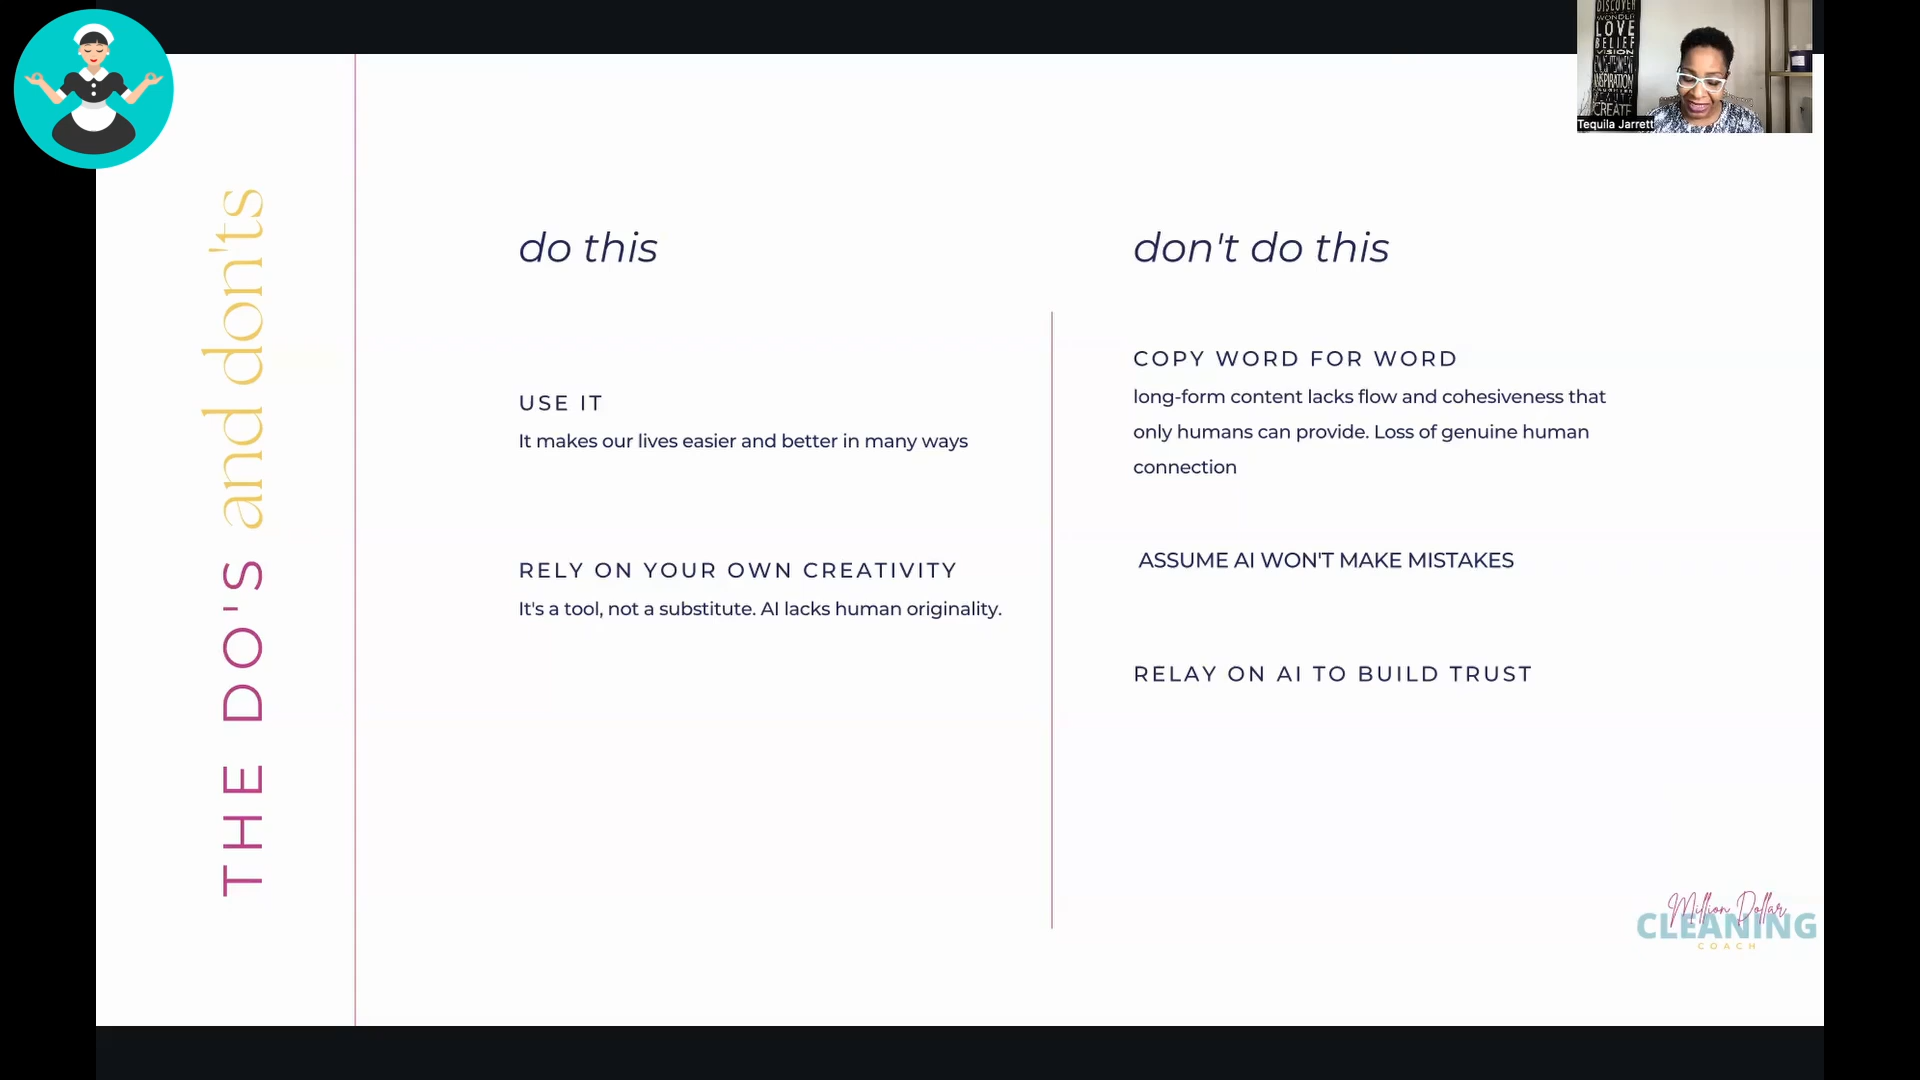 DISCOVER
WONDER
LOVE
BELIEF
VISION
INSPIRATION
CREATE
Tequila Jarrett
THE DO'S and don'ts
do this
USE IT
It makes our lives easier and better in many ways
RELY ON YOUR OWN CREATIVITY
It's a tool, not a substitute. AI lacks human originality.
don't do this
COPY WORD FOR WORD
long-form content lacks flow and cohesiveness that
only humans can provide. Loss of genuine human
connection
ASSUME AI WON'T MAKE MISTAKES
RELAY ON AI TO BUILD TRUST
Million Dollar
CLEANING
COACH